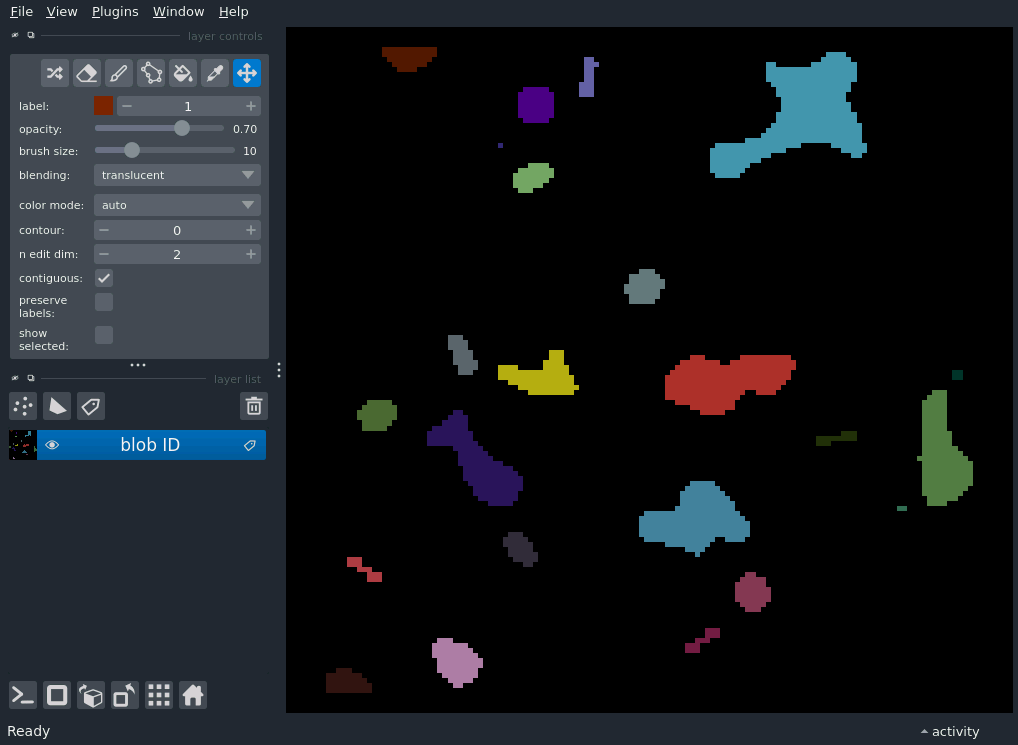 File View Plugins Window Help
layer controls
label: 1
opacity: 0.70
brush size: 10
blending: translucent
color mode: auto
contour: 0
n edit dim: 2
contiguous:
preserve
labels:
show
selected:
layer list
blob ID
Ready
activity